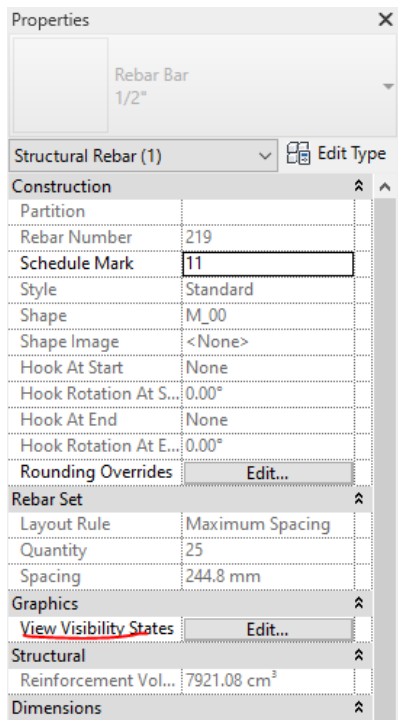 Properties
Rebar Bar
1/2"
Structural Rebar (1) Edit Type
Construction
Partition
Rebar Number 219
Schedule Mark 11
Style Standard
Shape M_00
Shape Image <None>
Hook At Start None
Hook Rotation At S... 0.00°
Hook At End None
Hook Rotation At E... 0.00°
Rounding Overrides Edit...
Rebar Set
Layout Rule Maximum Spacing
Quantity 25
Spacing 244.8 mm
Graphics
View Visibility States Edit...
Structural
Reinforcement Vol... 7921.08 cm³
Dimensions